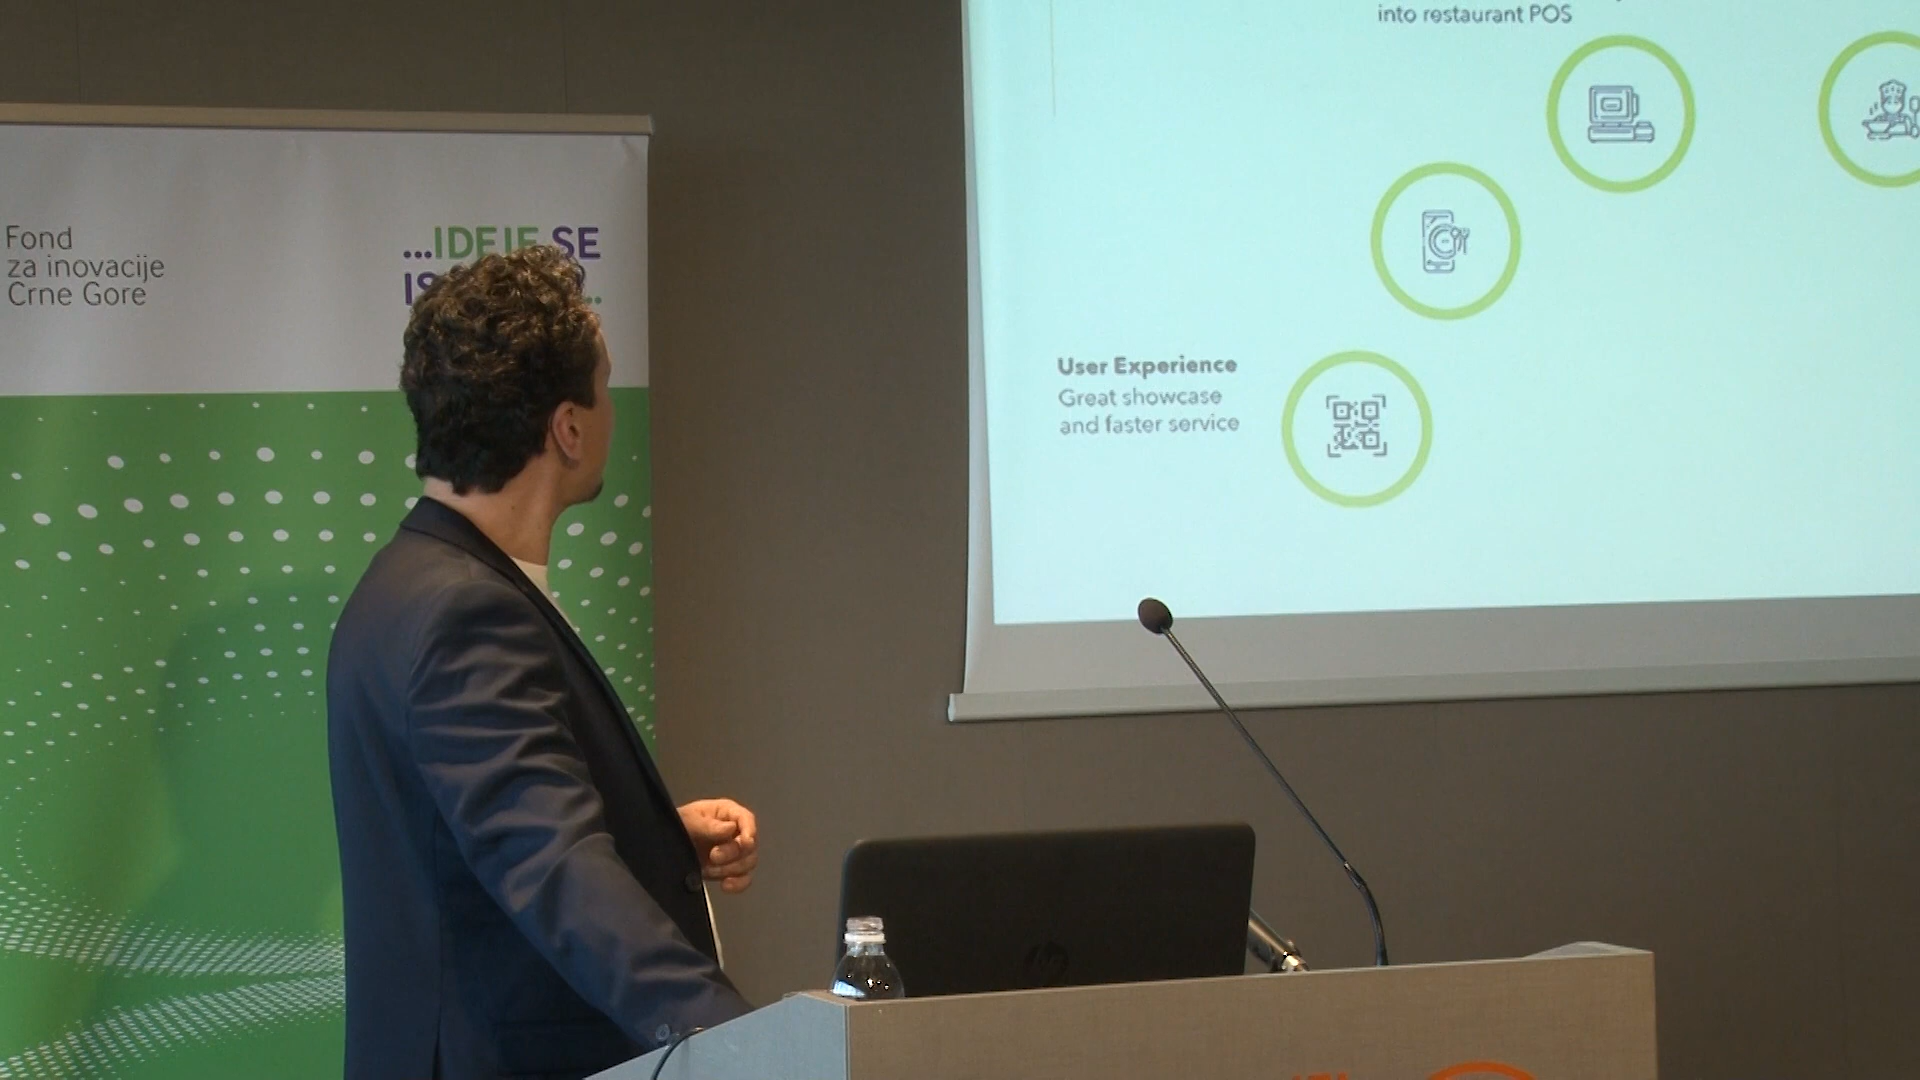 into restaurant POS
Fond
za inovacije
Crne Gore
...IDEJE SE
User Experience
Great showcase
and faster service